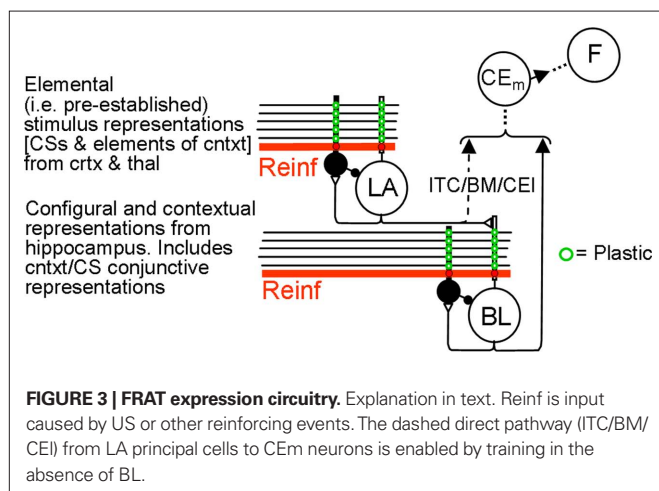 F
CEm
Elemental
(i.e. pre-established)
stimulus representations
[CSs & elements of cntxt]
from crtx & thal
Reinf
LA
ITC/BM/CEl
Configural and contextual
representations from
hippocampus. Includes
cntxt/CS conjunctive
representations
Reinf
= Plastic
BL
FIGURE 3 | FRAT expression circuitry. Explanation in text. Reinf is input
caused by US or other reinforcing events. The dashed direct pathway (ITC/BM/
CEl) from LA principal cells to CEm neurons is enabled by training in the
absence of BL.